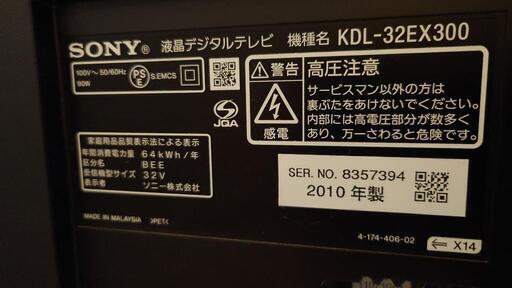 SONY® 液晶デジタルテレビ 機種名 KDL-32EX300
100V～50/60Hz
90W
PS
E
S.EMCS
JQA
警告 高圧注意
サービスマン以外の方は
裏ぶたをあけないでください。
内部には高電圧部分が数多く
あり、万一さわると危険です。
感電
家庭用品品質表示法による表示
年間消費電力量 64kWh/年
区分名 BEE
受信機型サイズ 32V
表示者 ソニー株式会社
SER. NO. 8357394
2010 年製
MADE IN MALAYSIA >PET<
4-174-406-02
X14